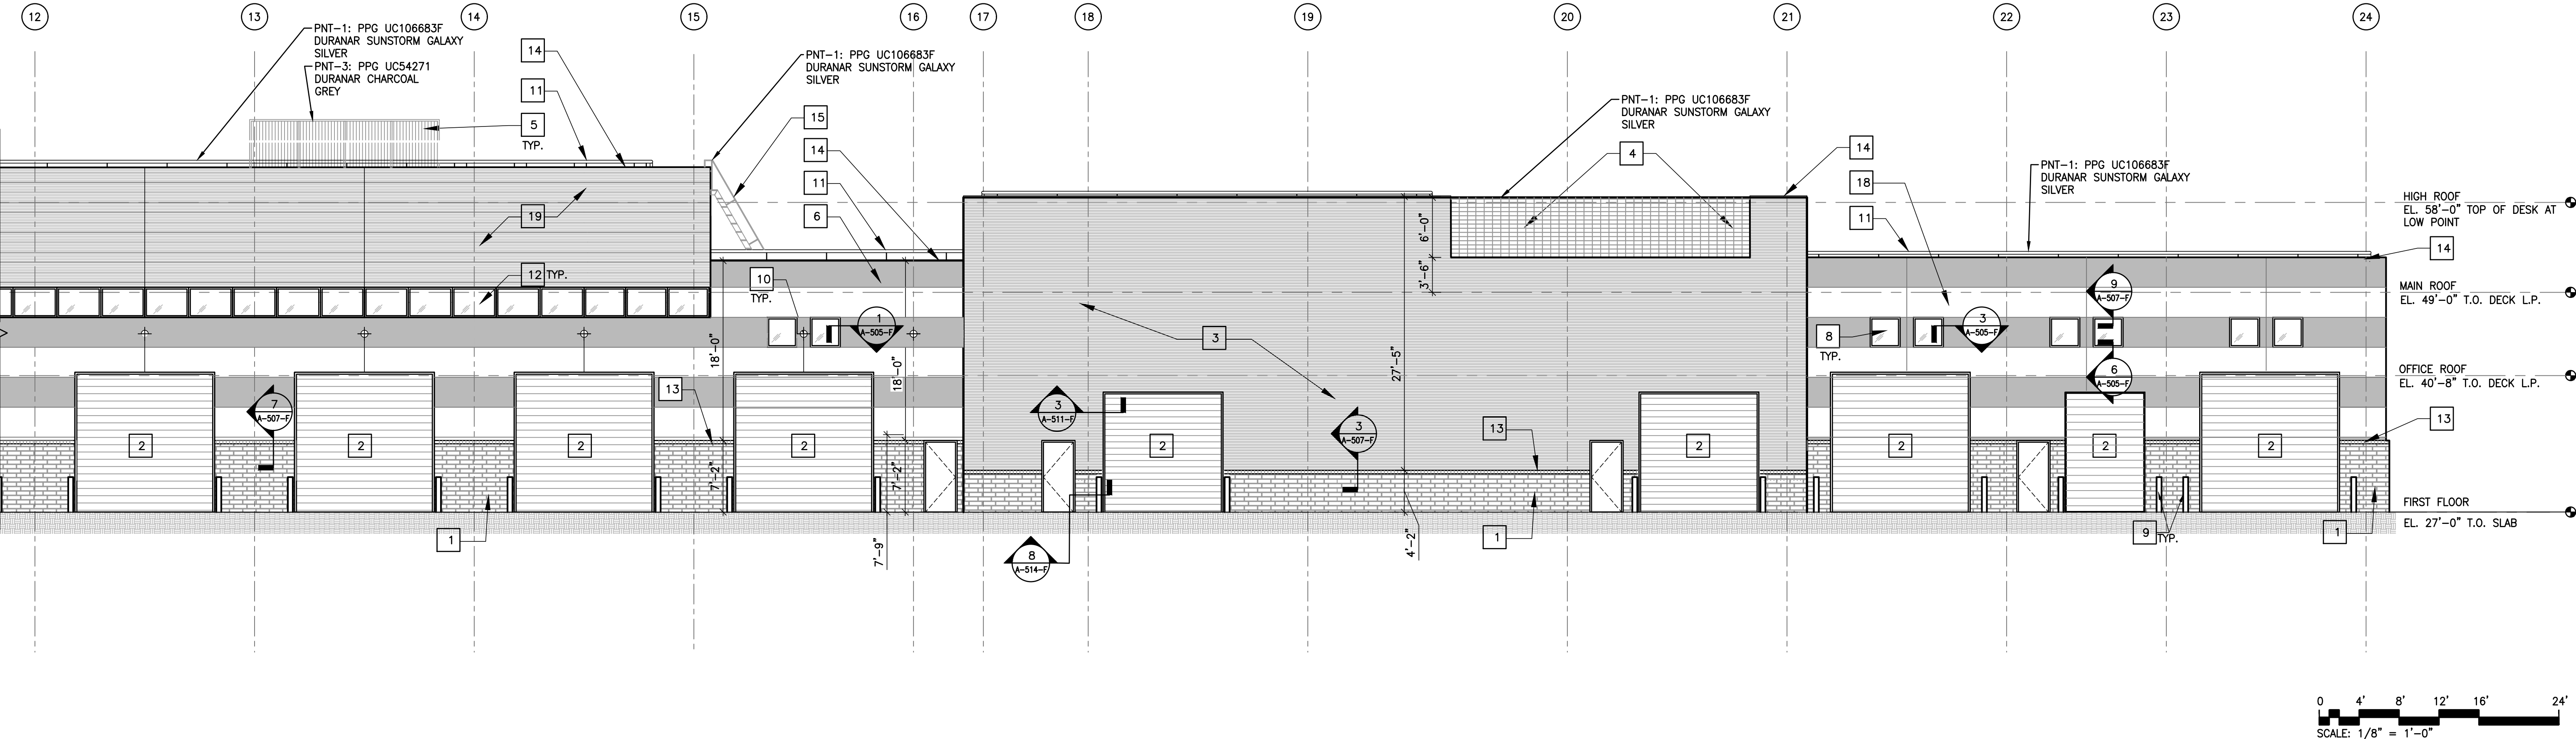 12
13
14
15
16
17
18
19
20
21
22
23
24
PNT-1: PPG UC106683F
DURANAR SUNSTORM GALAXY
SILVER
PNT-3: PPG UC54271
DURANAR CHARCOAL
GREY
14
11
5
TYP.
PNT-1: PPG UC106683F
DURANAR SUNSTORM GALAXY
SILVER
15
14
11
6
PNT-1: PPG UC106683F
DURANAR SUNSTORM GALAXY
SILVER
4
14
18
11
PNT-1: PPG UC106683F
DURANAR SUNSTORM GALAXY
SILVER
HIGH ROOF
EL. 58'-0" TOP OF DESK AT
LOW POINT
14
19
12 TYP.
10
TYP.
1
A-505-F
6'-0"
3'-6"
9
A-507-F
MAIN ROOF
EL. 49'-0" T.O. DECK L.P.
3
8
TYP.
3
A-505-F
18'-0"
18'-0"
27'-5"
6
A-505-F
OFFICE ROOF
EL. 40'-8" T.O. DECK L.P.
13
7
A-507-F
3
A-511-F
3
A-507-F
13
13
2
2
2
2
2
2
2
2
2
7'-2"
7'-2"
FIRST FLOOR
EL. 27'-0" T.O. SLAB
1
7'-9"
8
A-514-F
4'-2"
1
9
TYP.
1
0
4'
8'
12'
16'
24'
SCALE: 1/8" = 1'-0"